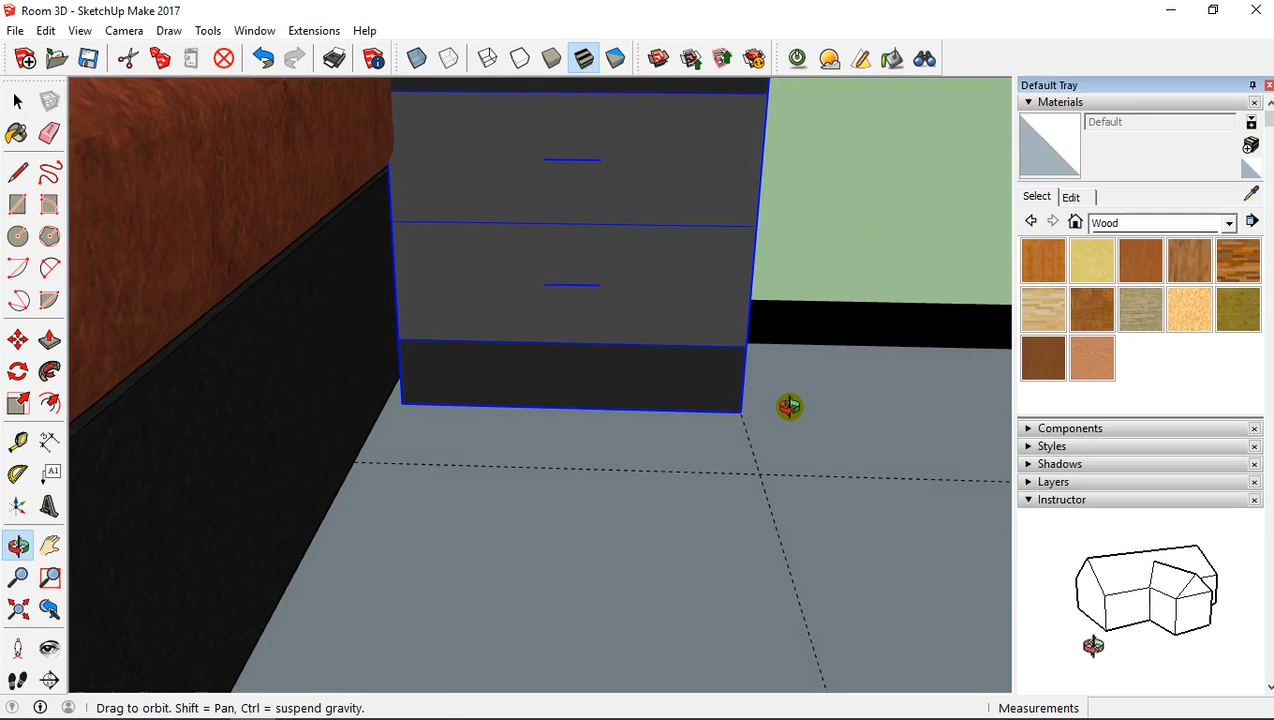 Room 3D - SketchUp Make 2017
File Edit View Camera Draw Tools Window Extensions Help
Default Tray
Materials
Default
Select Edit
Wood
A1
Components
Styles
Shadows
Layers
Instructor
Drag to orbit. Shift = Pan, Ctrl = suspend gravity.
Measurements